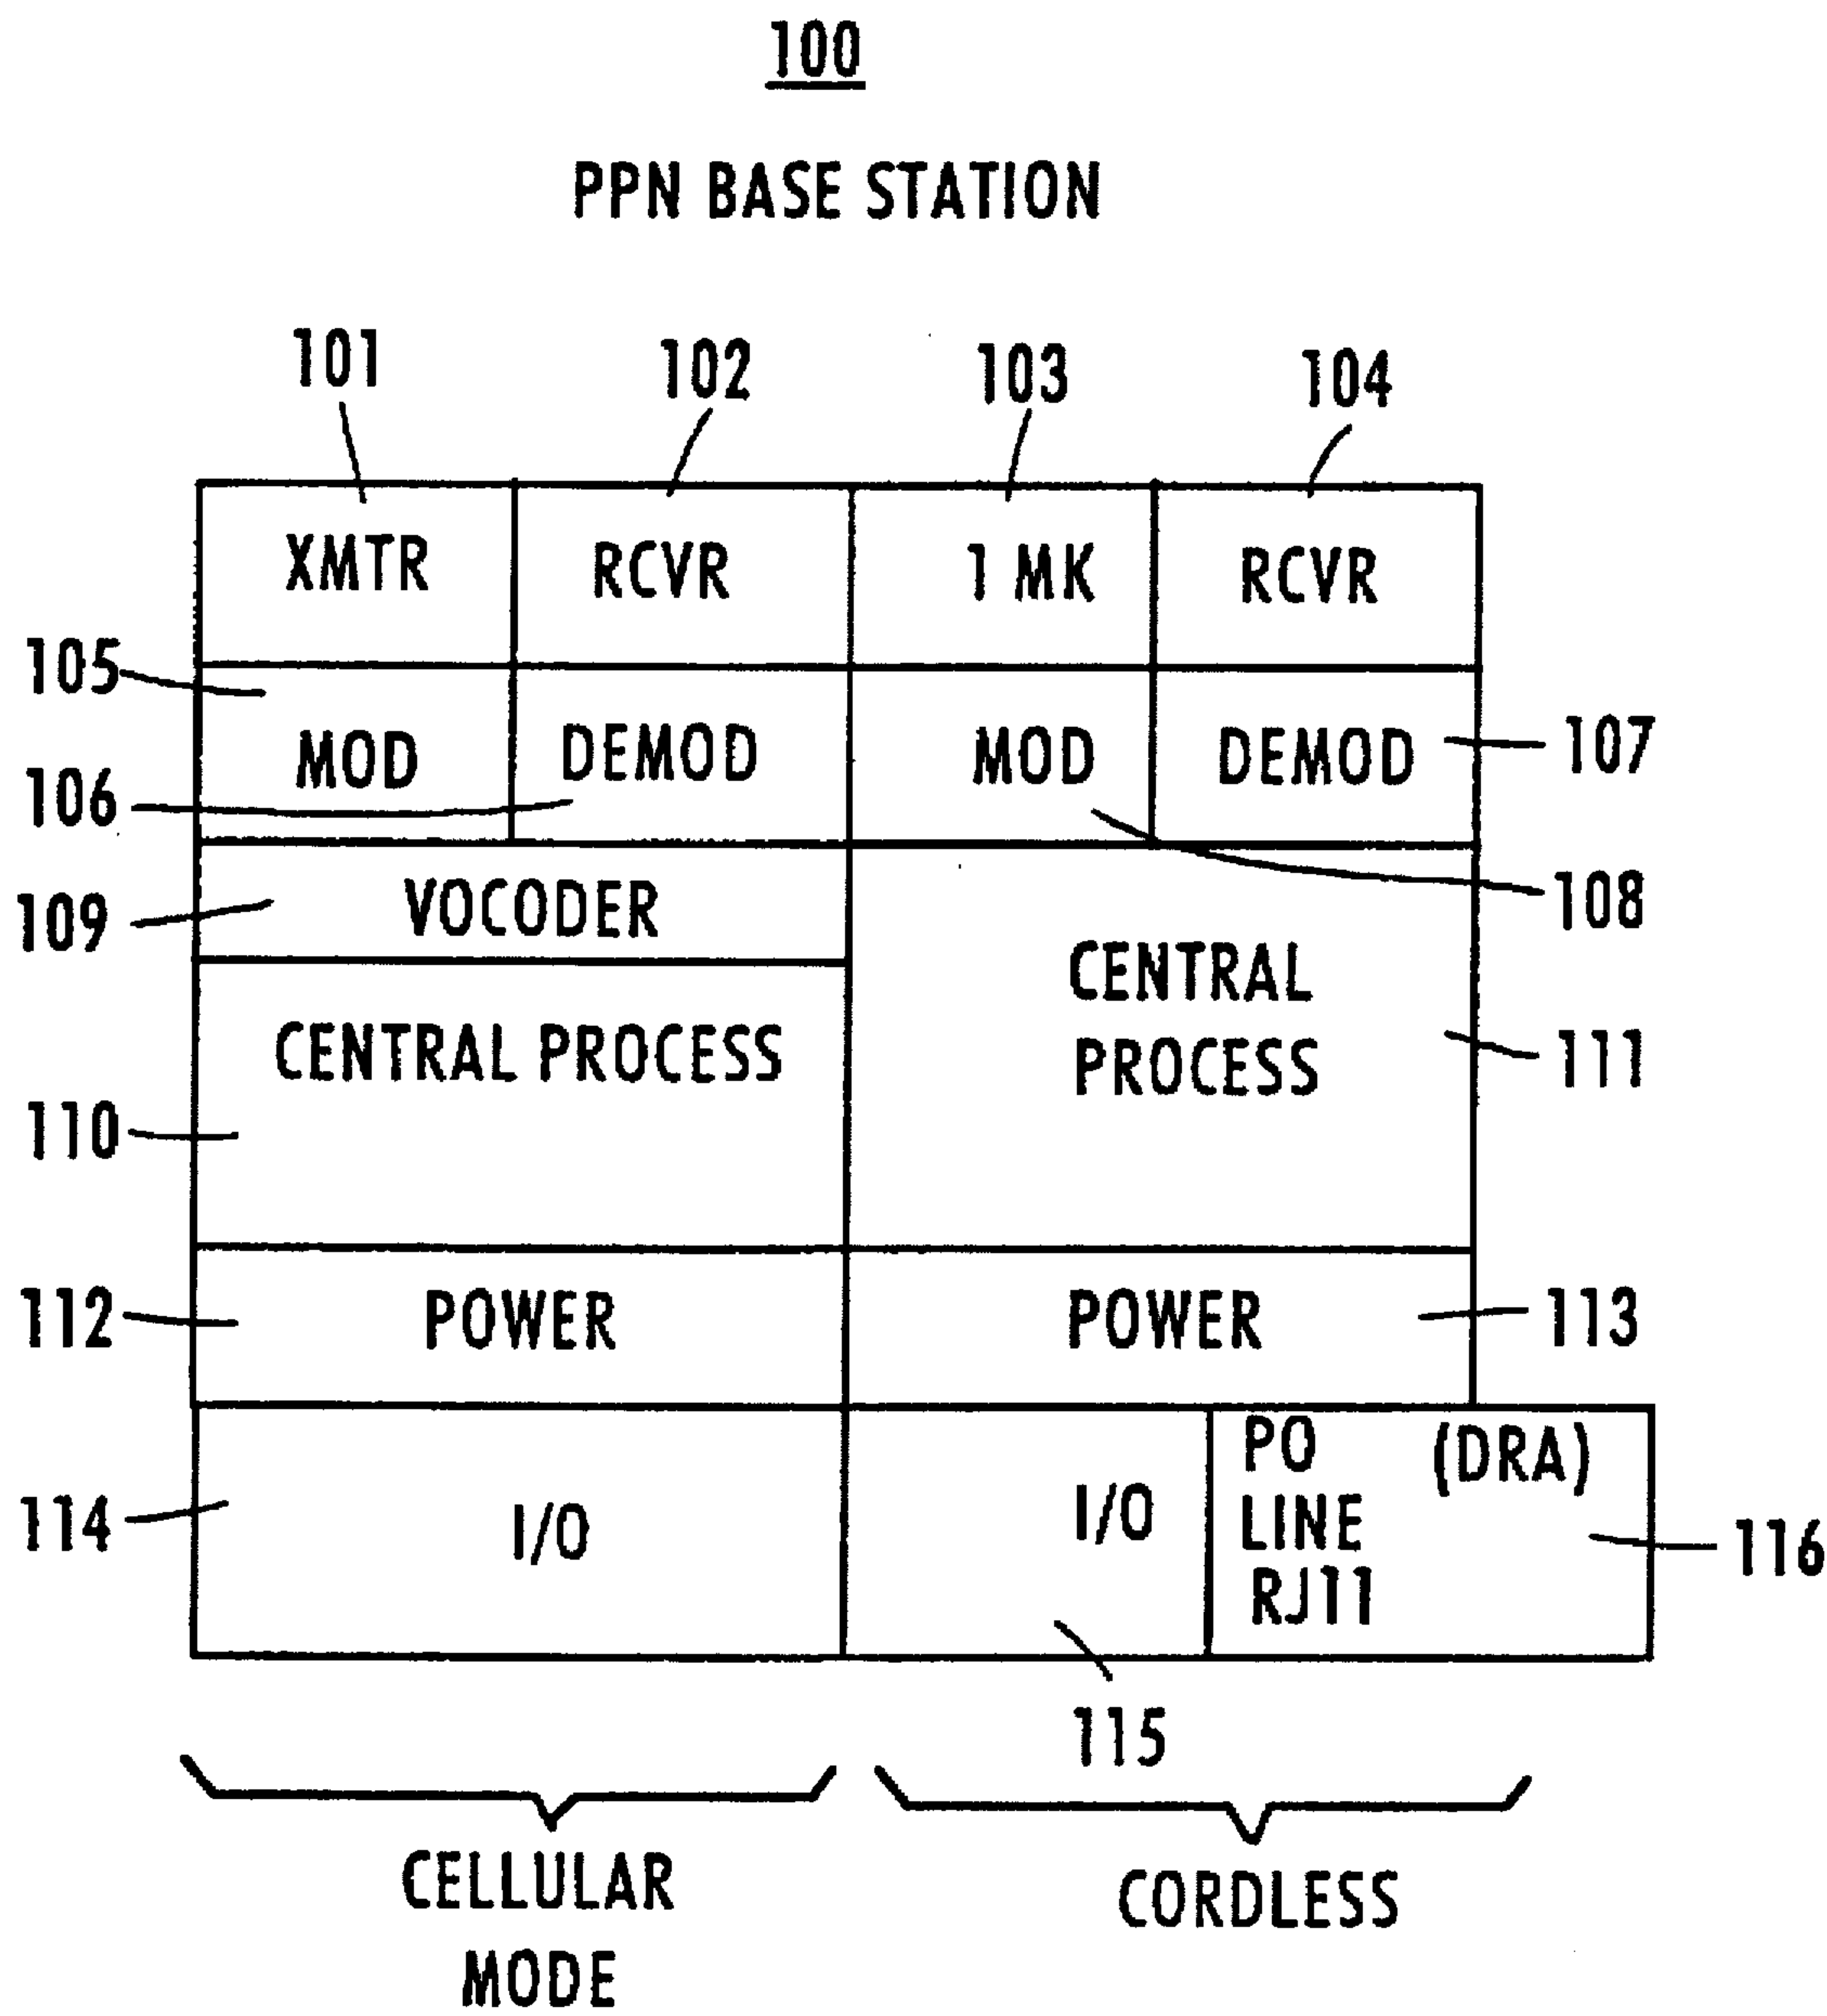 100
PPN BASE STATION
101 102 103 104
XMTR RCVR 1 MK RCVR
105
MOD DEMOD MOD DEMOD 107
106
109 VOCODER 108
CENTRAL PROCESS
CENTRAL
PROCESS 111
110
112 POWER POWER 113
114 I/O I/O
PO (DRA)
LINE
RJ11
116
115
CELLULAR
MODE
CORDLESS